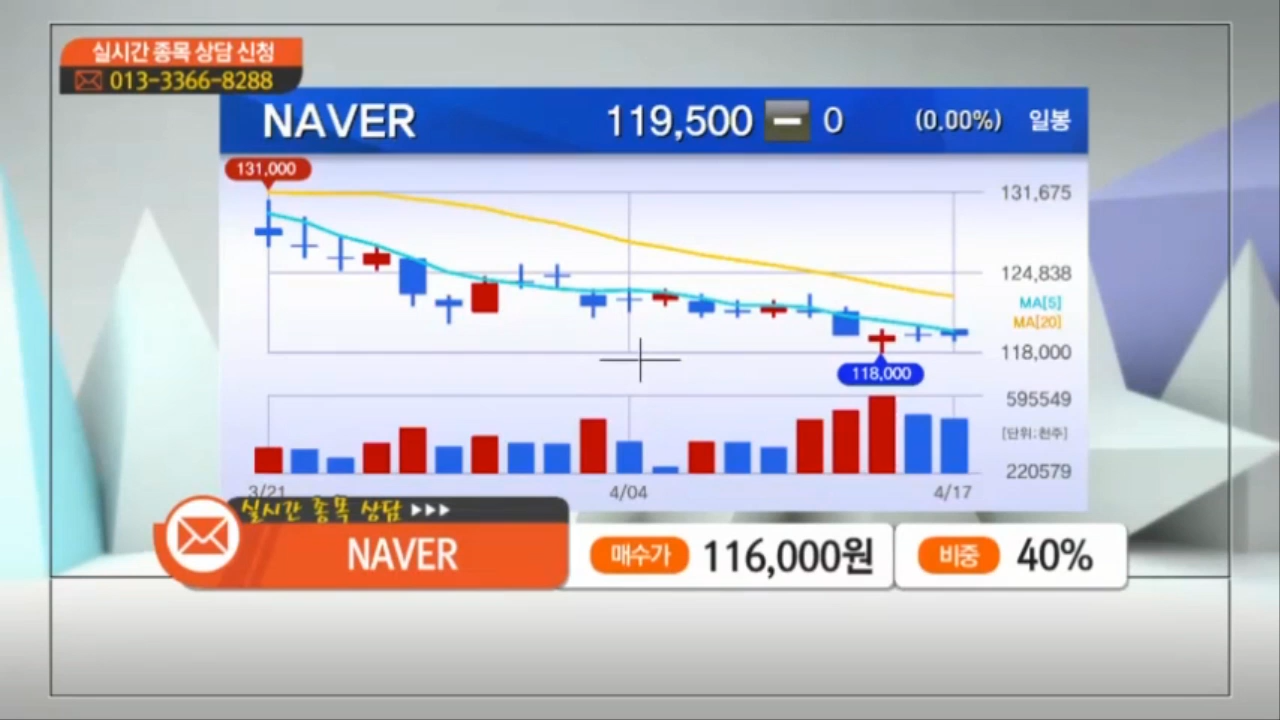 실시간 종목 상담 신청
013-3366-8288
NAVER 119,500 0 (0.00%) 일봉
131,000
131,675
124,838
MA[5]
MA[20]
118,000
118,000
595549
[단위:천주]
220579
3/21 4/04 4/17
실시간 종목 상담
NAVER 매수가 116,000원 비중 40%